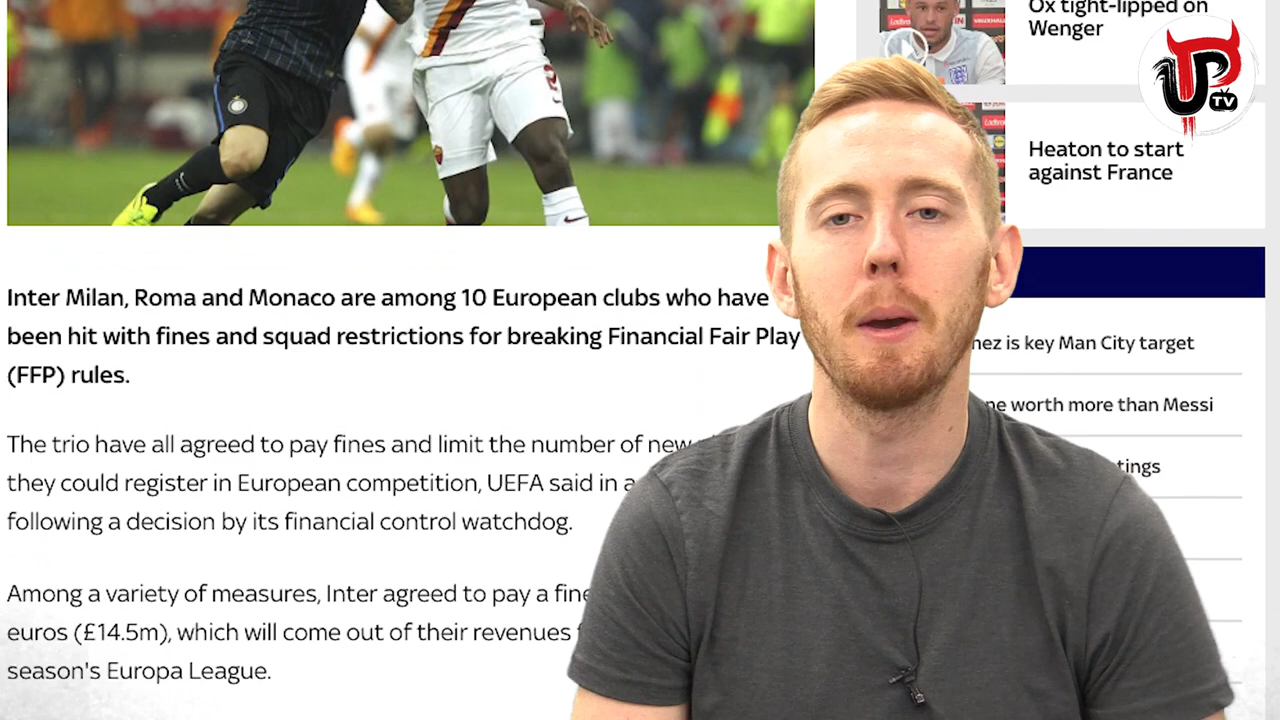 Ox tight-lipped on
Wenger
UP
TV
Heaton to start
against France
Inter Milan, Roma and Monaco are among 10 European clubs who have
been hit with fines and squad restrictions for breaking Financial Fair Play
(FFP) rules.
key Man City target
worth more than Messi
The trio have all agreed to pay fines and limit the number of new
they could register in European competition, UEFA said in a
following a decision by its financial control watchdog.
Among a variety of measures, Inter agreed to pay a fine
euros (£14.5m), which will come out of their revenues
season's Europa League.